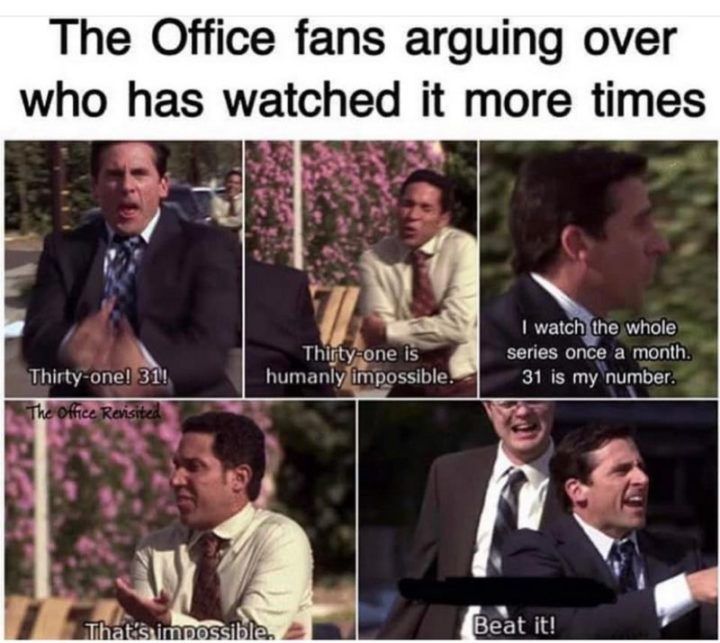 The Office fans arguing over
who has watched it more times
Thirty-one! 31!
Thirty-one is
humanly impossible.
I watch the whole
series once a month.
31 is my number.
The Office Revisited
That's impossible.
Beat it!